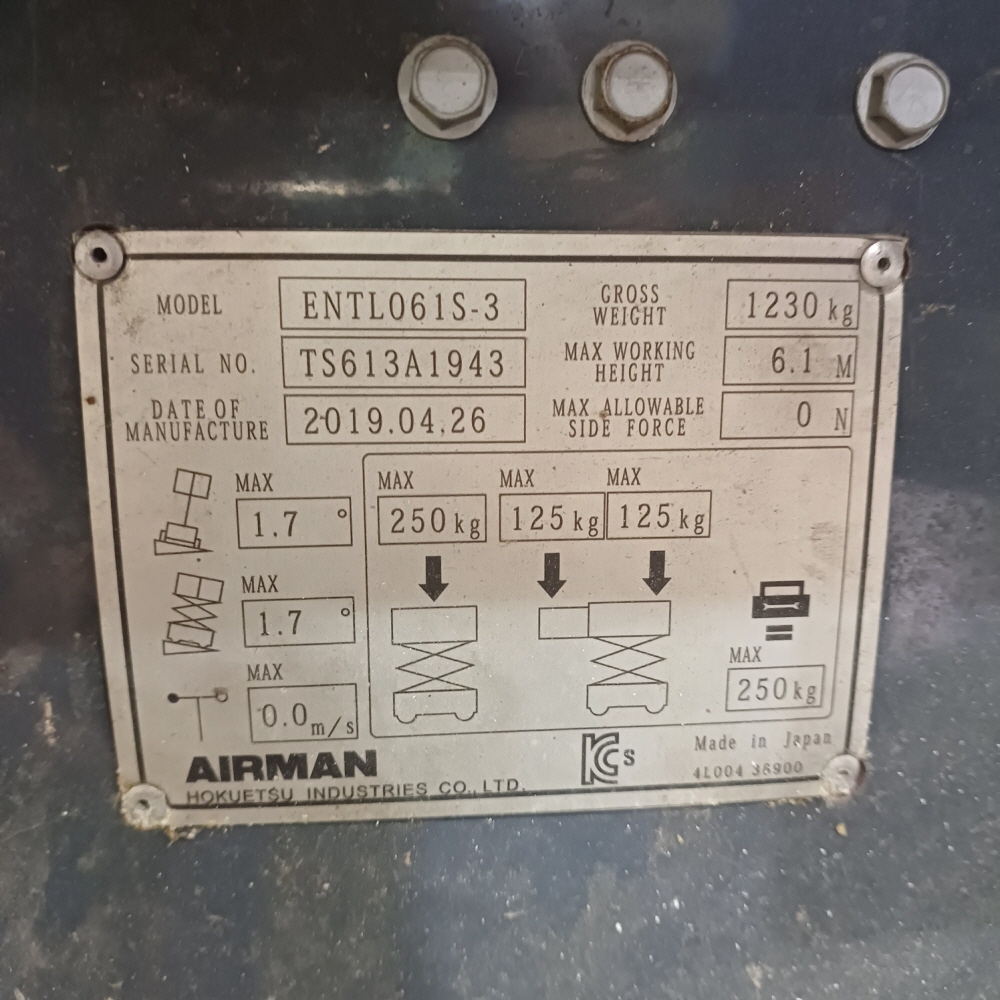 MODEL ENTL061S-3 GROSS WEIGHT 1230 kg
SERIAL NO. TS613A1943 MAX WORKING HEIGHT 6.1 M
DATE OF MANUFACTURE 2019.04.26 MAX ALLOWABLE SIDE FORCE 0 N
MAX MAX MAX MAX
1.7 ° 250 kg 125 kg 125 kg
MAX
1.7 °
MAX
250 kg
MAX
0.0 m/s
AIRMAN
HOKUETSU INDUSTRIES CO., LTD.
KCs
Made in Japan
4L004 36900